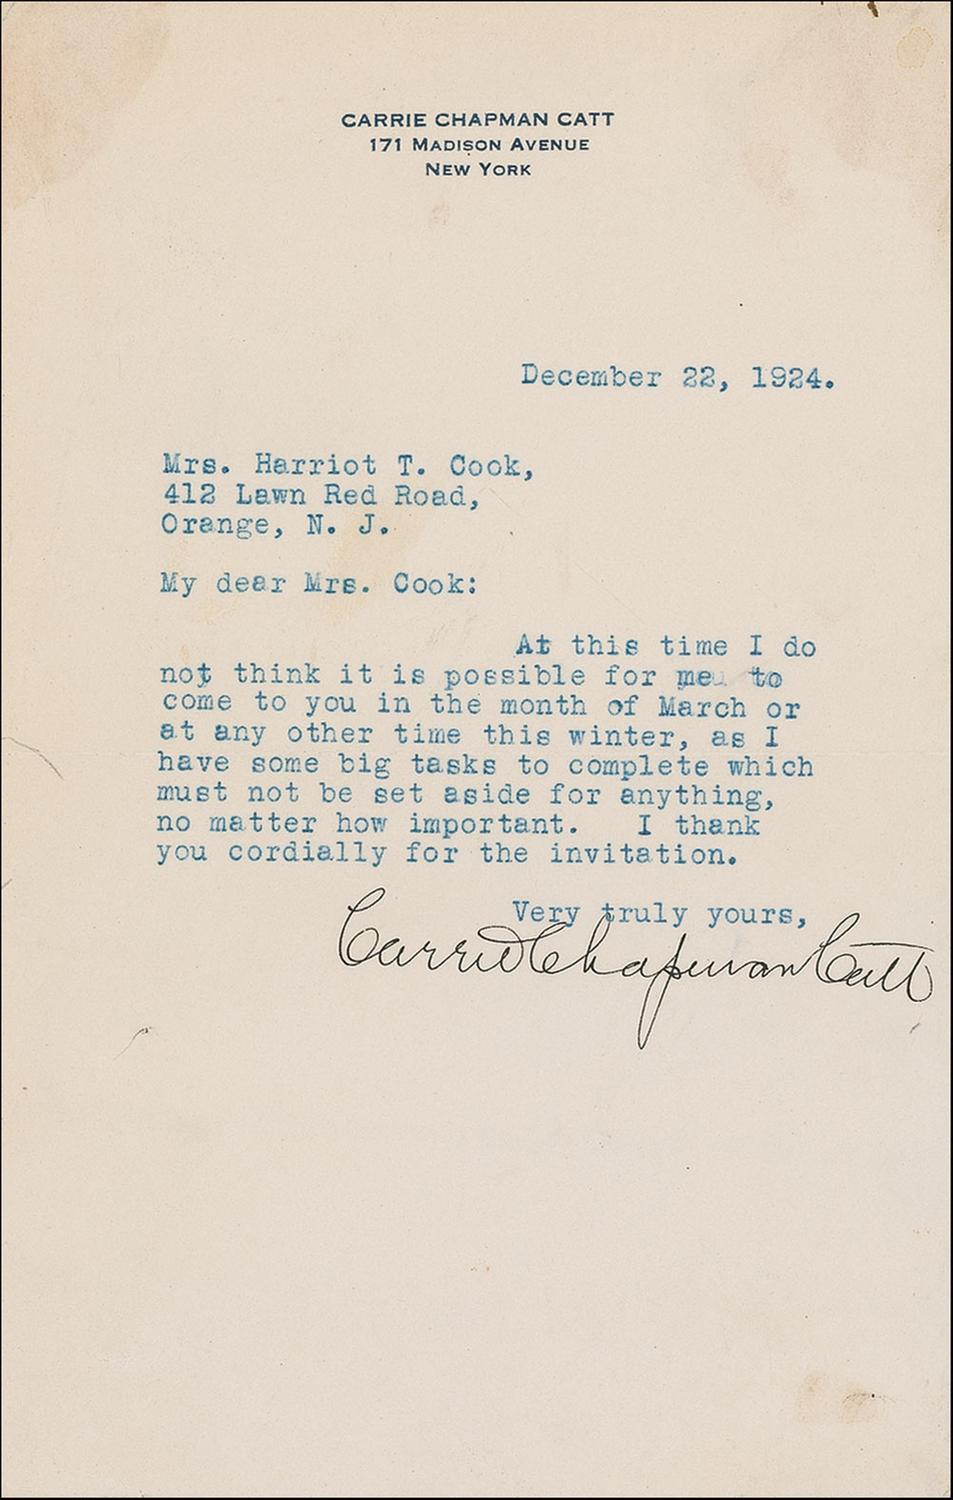 CARRIE CHAPMAN CATT
171 MADISON AVENUE
NEW YORK
December 22, 1924.
Mrs. Harriot T. Cook,
412 Lawn Red Road,
Orange, N. J.
My dear Mrs. Cook:
At this time I do
not think it is possible for me to
come to you in the month of March or
at any other time this winter, as I
have some big tasks to complete which
must not be set aside for anything,
no matter how important. I thank
you cordially for the invitation.
Very truly yours,
Carrie Chapman Catt